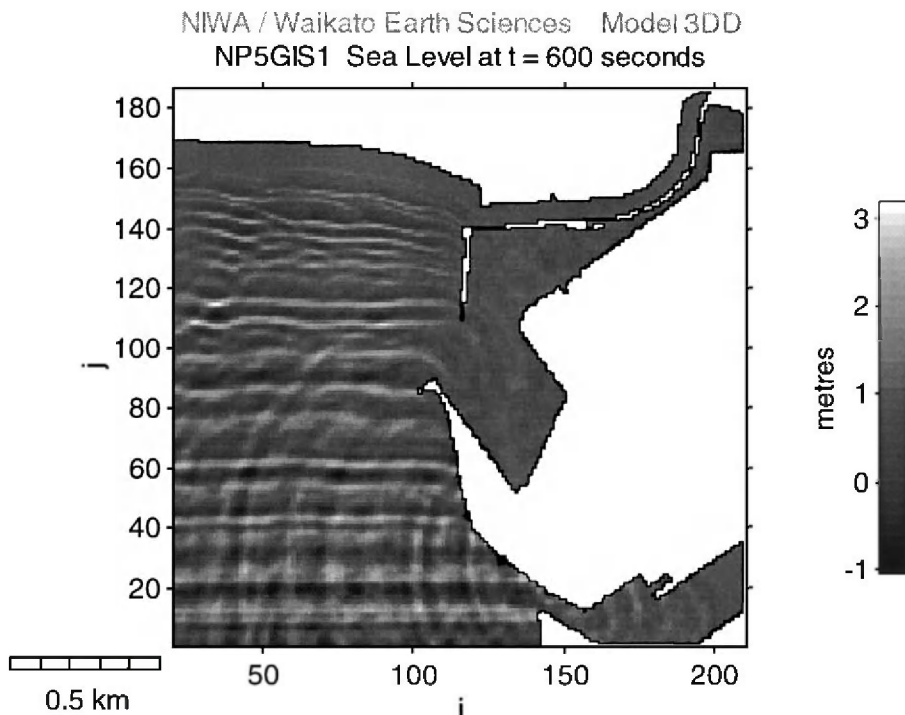 NIWA / Waikato Earth Sciences Model 3DD
NP5GIS1 Sea Level at t = 600 seconds
180
160
140
120
100
80
60
40
20
j
50 100 150 200
i
0.5 km
3
2
1
0
-1
metres